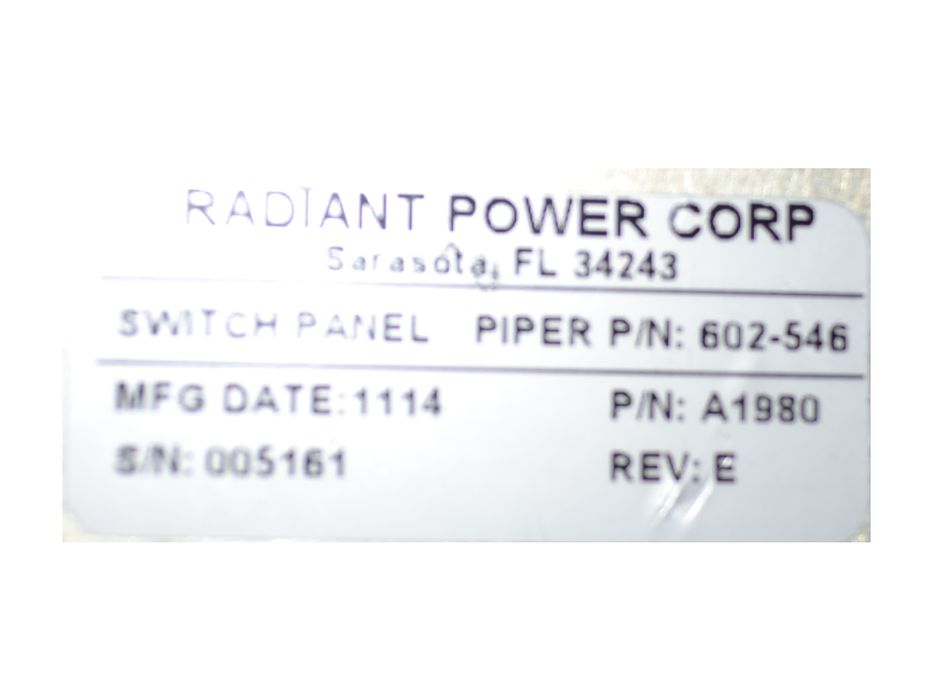 RADIANT POWER CORP
Sarasota, FL 34243
SWITCH PANEL PIPER P/N: 602-546
MFG DATE: 1114 P/N: A1980
S/N: 005161 REV: E